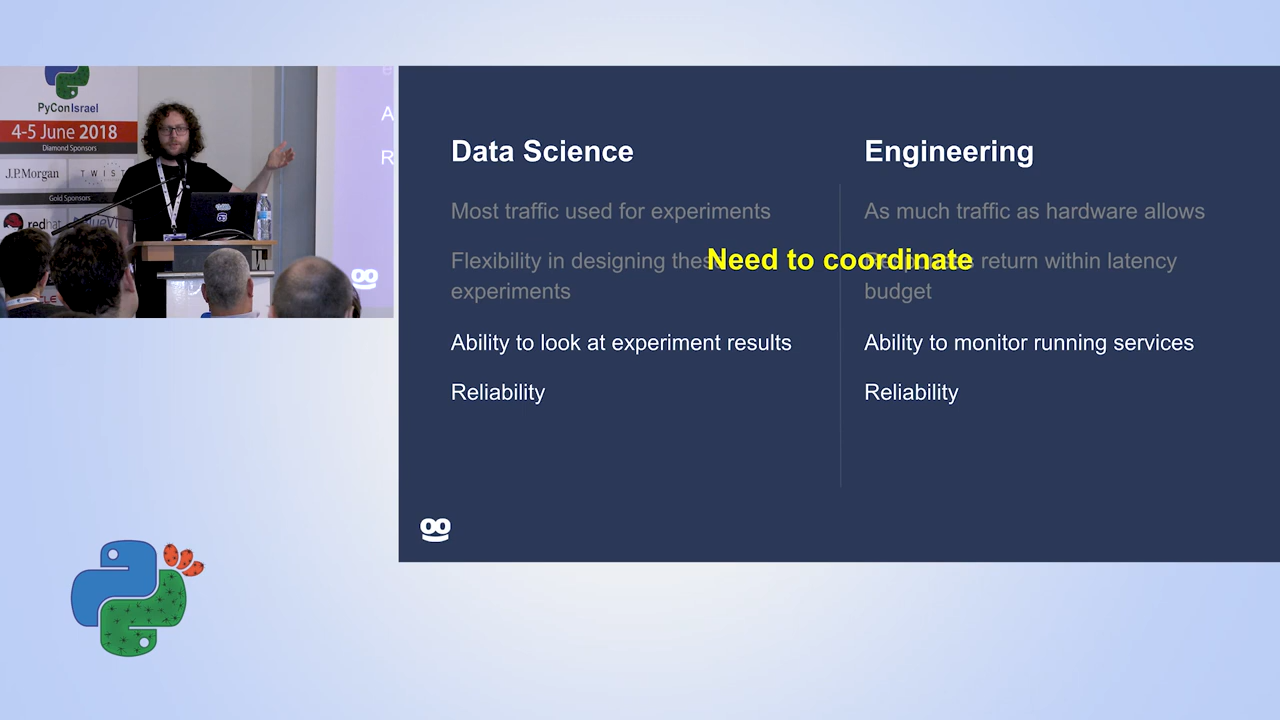 PyConIsrael
4-5 June 2018
Diamond Sponsors
J.P.Morgan
TWIST
Gold Sponsors
redhat
A
R
Data Science
Engineering
Most traffic used for experiments
As much traffic as hardware allows
Flexibility in designing these
experiments
Need to coordinate
return within latency
budget
Ability to look at experiment results
Ability to monitor running services
Reliability
Reliability